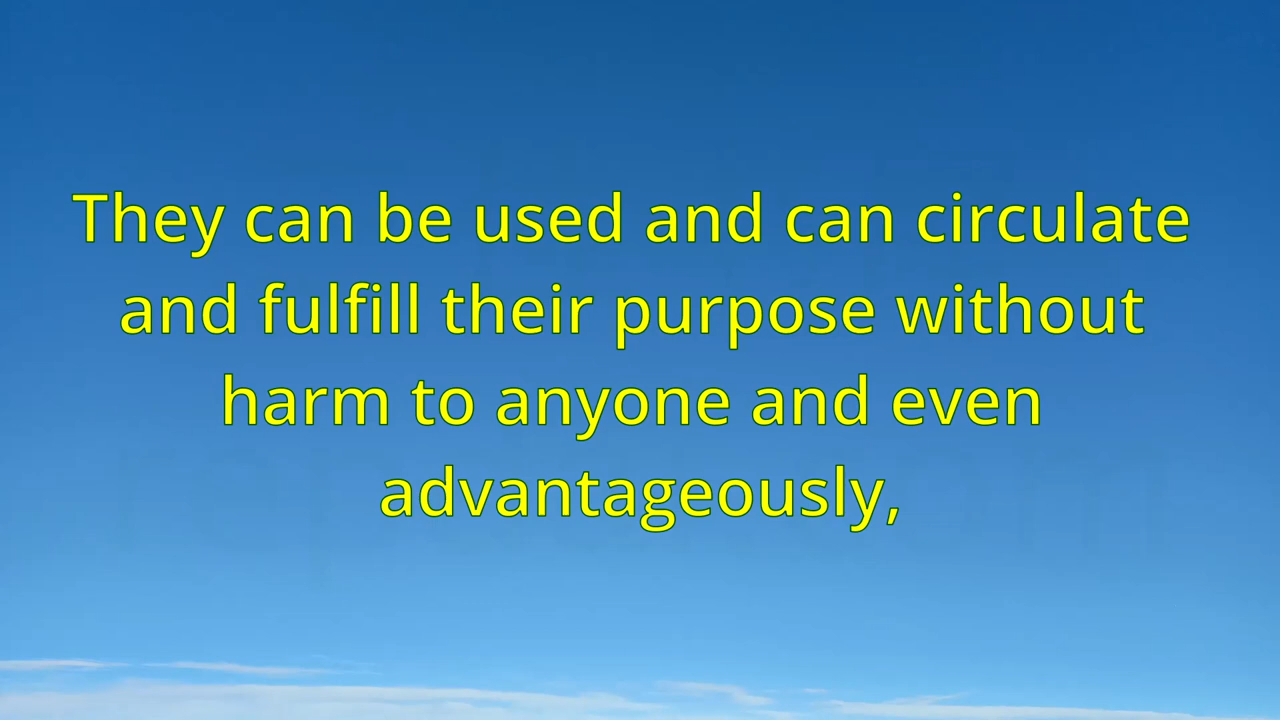 They can be used and can circulate
and fulfill their purpose without
harm to anyone and even
advantageously,